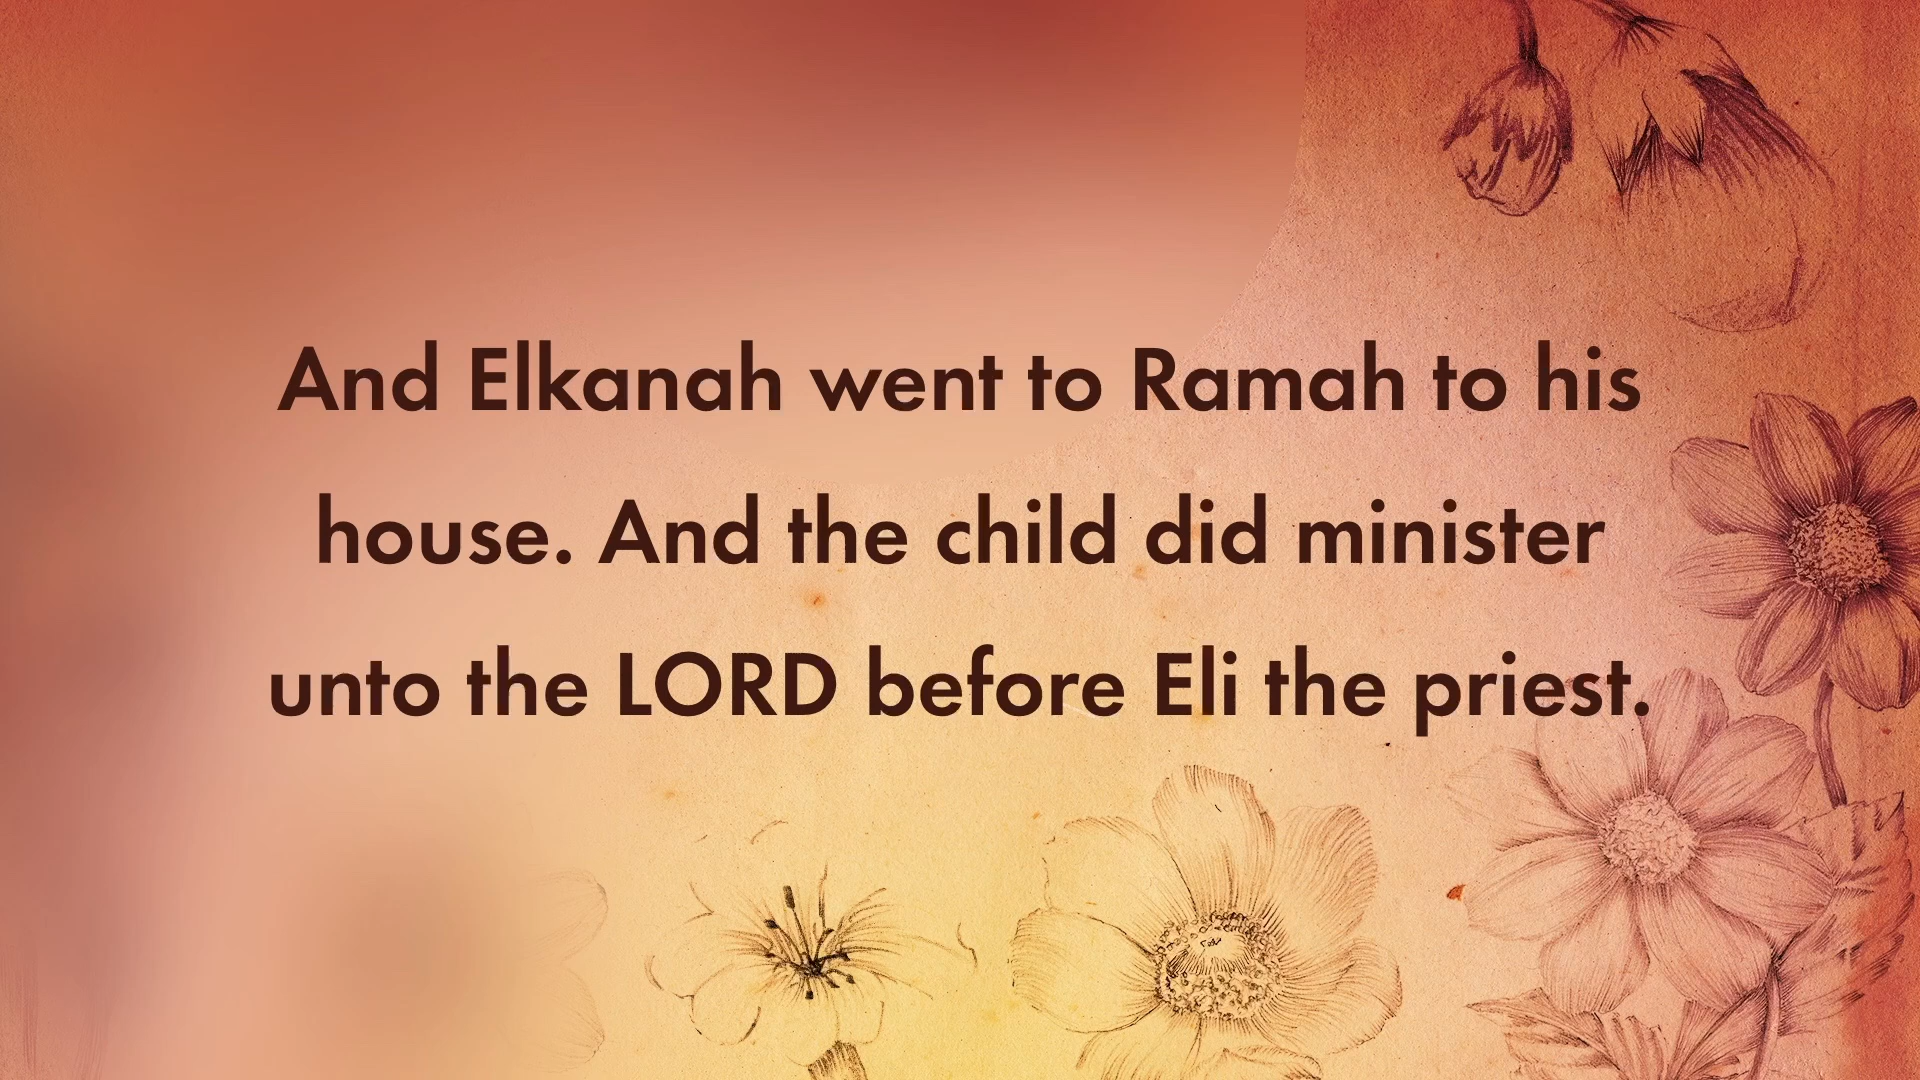 And Elkanah went to Ramah to his
house. And the child did minister
unto the LORD before Eli the priest.